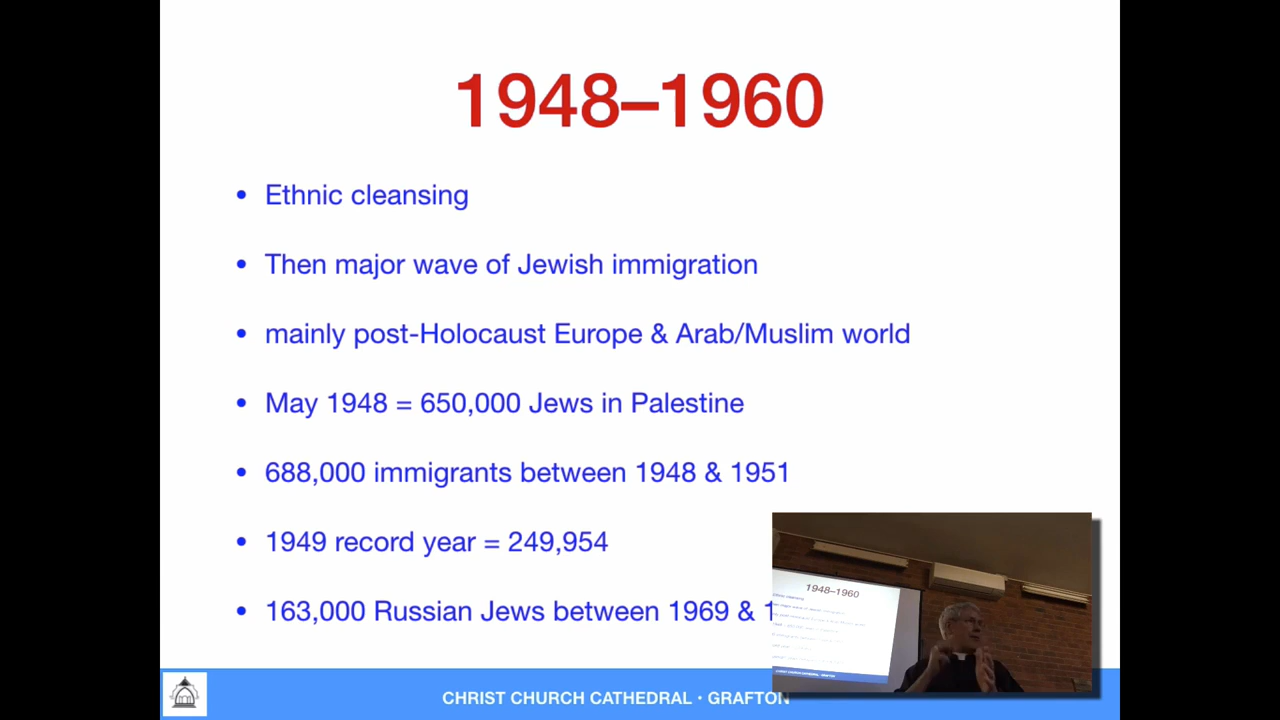 1948–1960
• Ethnic cleansing
• Then major wave of Jewish immigration
• mainly post-Holocaust Europe & Arab/Muslim world
• May 1948 = 650,000 Jews in Palestine
• 688,000 immigrants between 1948 & 1951
• 1949 record year = 249,954
• 163,000 Russian Jews between 1969 & 1
1948–1960
CHRIST CHURCH CATHEDRAL · GRAFTON